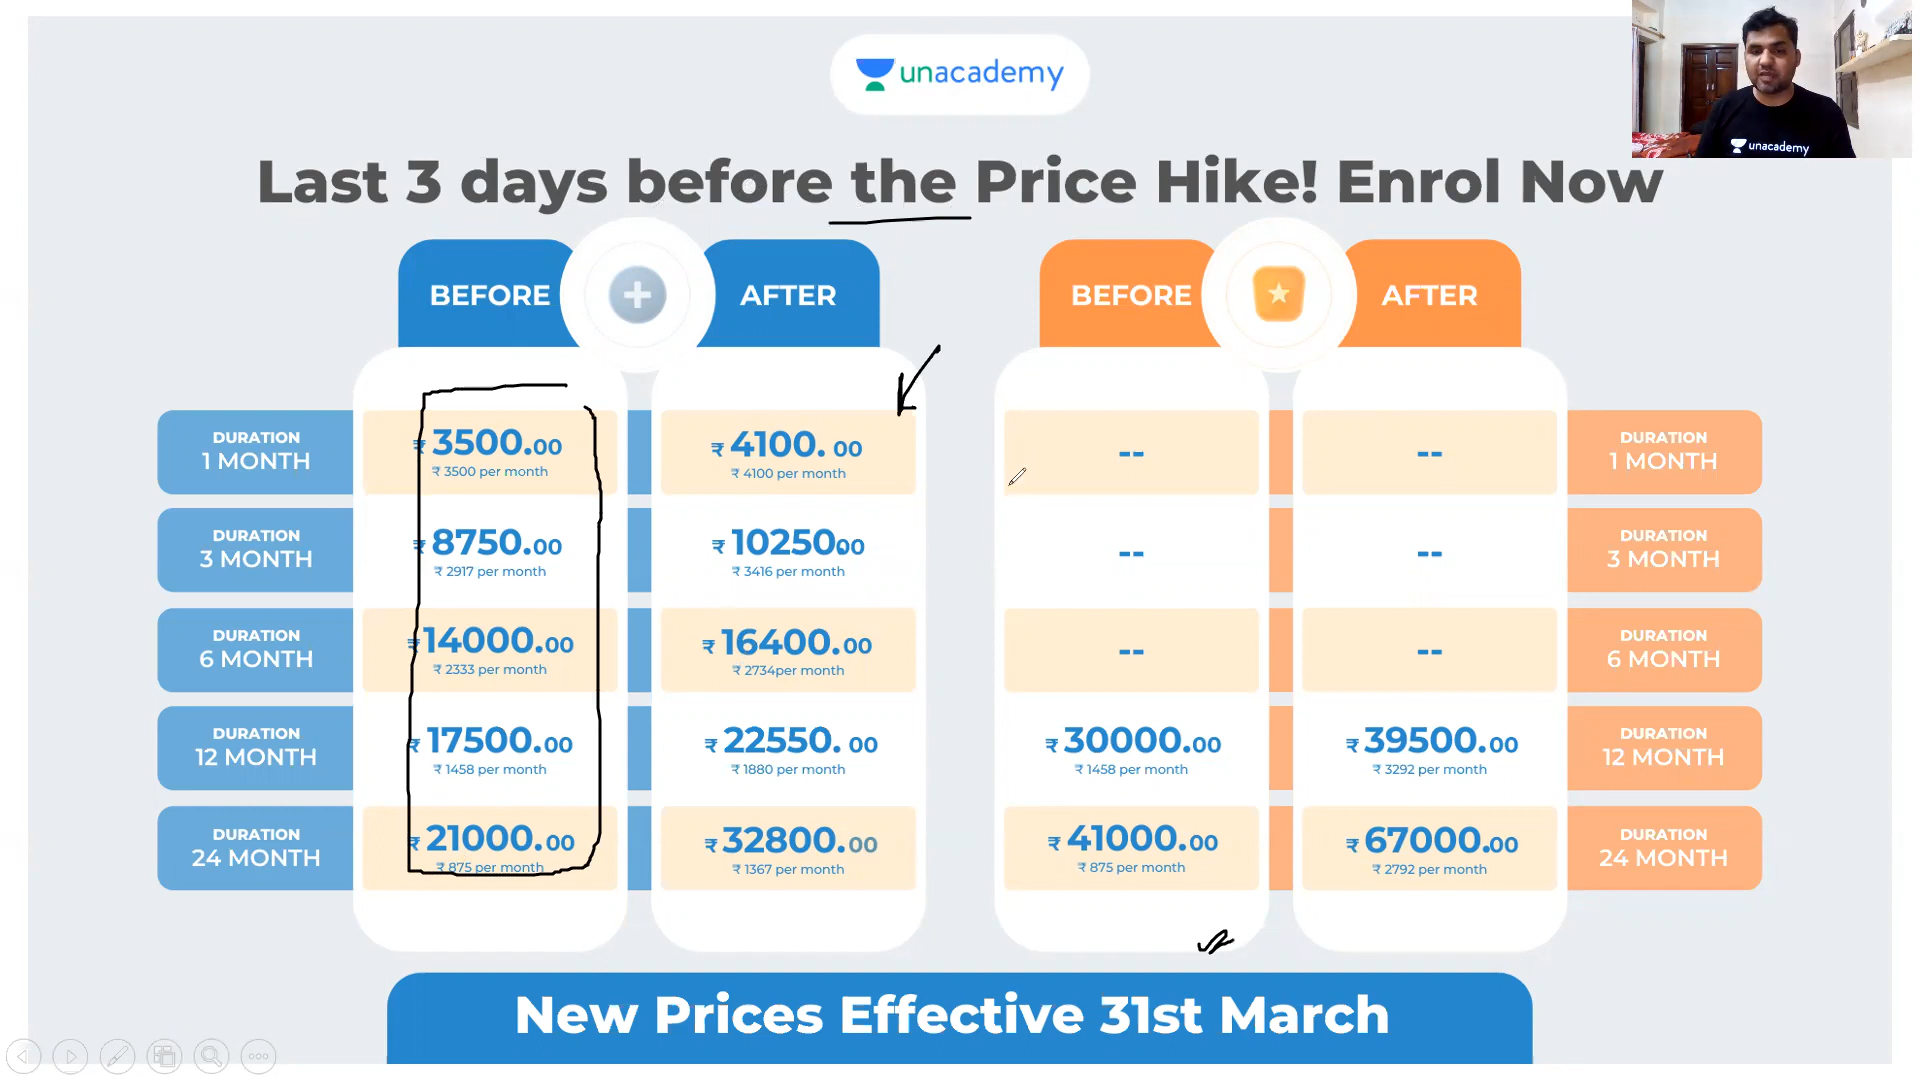 unacademy
unacademy
Last 3 days before the Price Hike! Enrol Now
BEFORE
AFTER
BEFORE
AFTER
DURATION
1 MONTH
₹ 3500.00
₹ 3500 per month
₹ 4100. 00
₹ 4100 per month
--
--
DURATION
1 MONTH
DURATION
3 MONTH
₹ 8750.00
₹ 2917 per month
₹ 10250.00
₹ 3416 per month
--
--
DURATION
3 MONTH
DURATION
6 MONTH
₹ 14000.00
₹ 2333 per month
₹ 16400.00
₹ 2734per month
--
--
DURATION
6 MONTH
DURATION
12 MONTH
₹ 17500.00
₹ 1458 per month
₹ 22550. 00
₹ 1880 per month
₹ 30000.00
₹ 1458 per month
₹ 39500.00
₹ 3292 per month
DURATION
12 MONTH
DURATION
24 MONTH
₹ 21000.00
₹ 875 per month
₹ 32800.00
₹ 1367 per month
₹ 41000.00
₹ 875 per month
₹ 67000.00
₹ 2792 per month
DURATION
24 MONTH
New Prices Effective 31st March